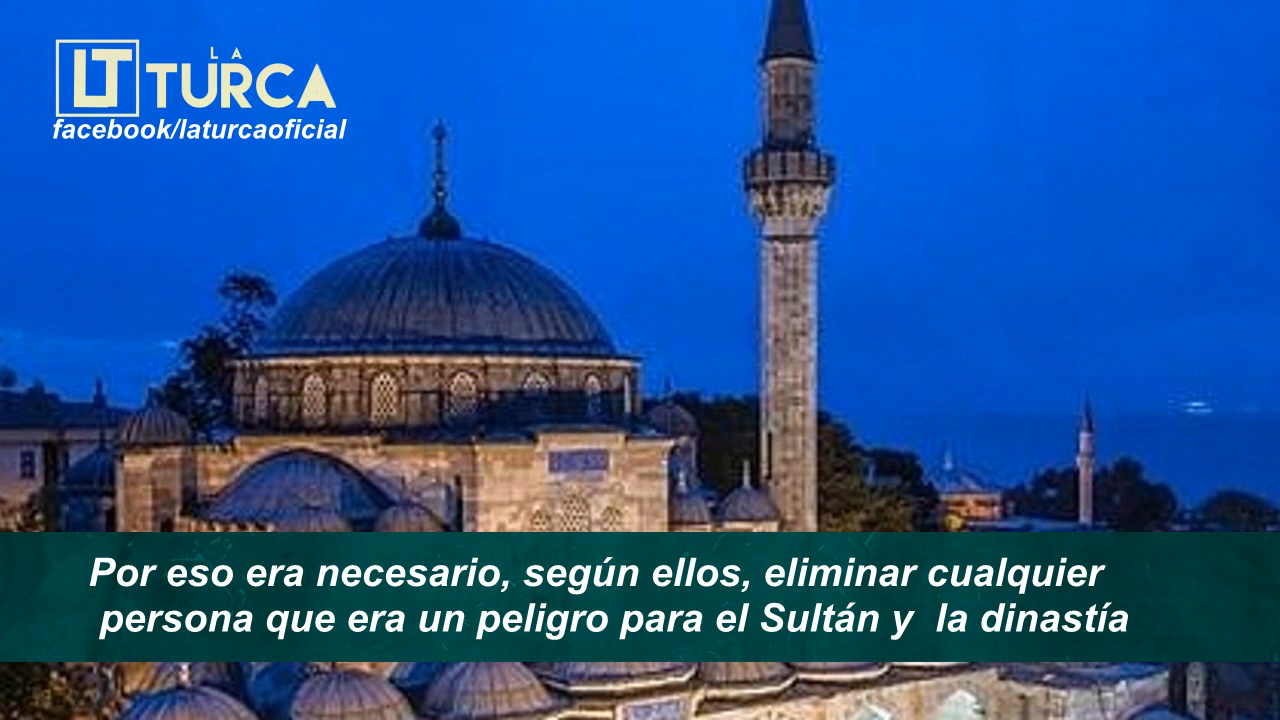 LT LA
TURCA
facebook/laturcaoficial
Por eso era necesario, según ellos, eliminar cualquier
persona que era un peligro para el Sultán y  la dinastía